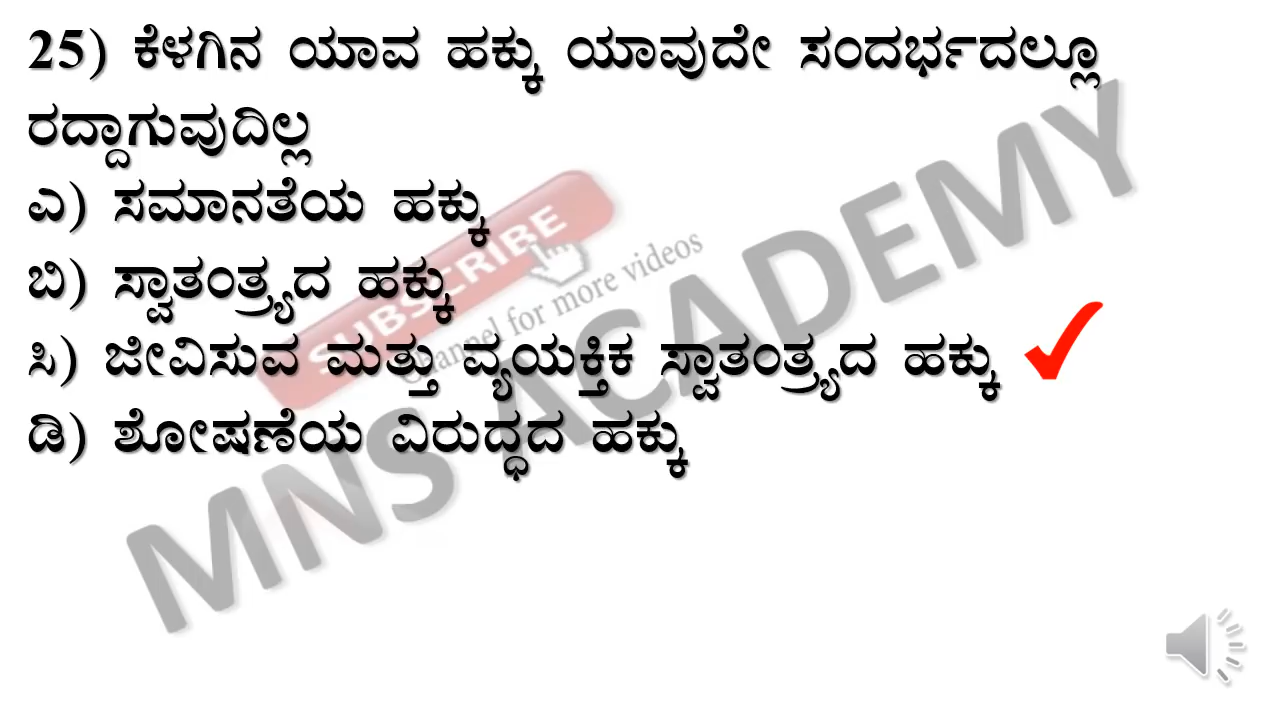 25) ಕೆಳಗಿನ ಯಾವ ಹಕ್ಕು ಯಾವುದೇ ಸಂದರ್ಭದಲ್ಲೂ
ರದ್ದಾಗುವುದಿಲ್ಲ
ಎ) ಸಮಾನತೆಯ ಹಕ್ಕು
ಬಿ) ಸ್ವಾತಂತ್ರ್ಯದ ಹಕ್ಕು
ಸಿ) ಜೀವಿಸುವ ಮತ್ತು ವ್ಯಯಕ್ತಿಕ ಸ್ವಾತಂತ್ರ್ಯದ ಹಕ್ಕು
ಡಿ) ಶೋಷಣೆಯ ವಿರುದ್ಧದ ಹಕ್ಕು
SUBSCRIBE
Channel for more videos
MNS ACADEMY